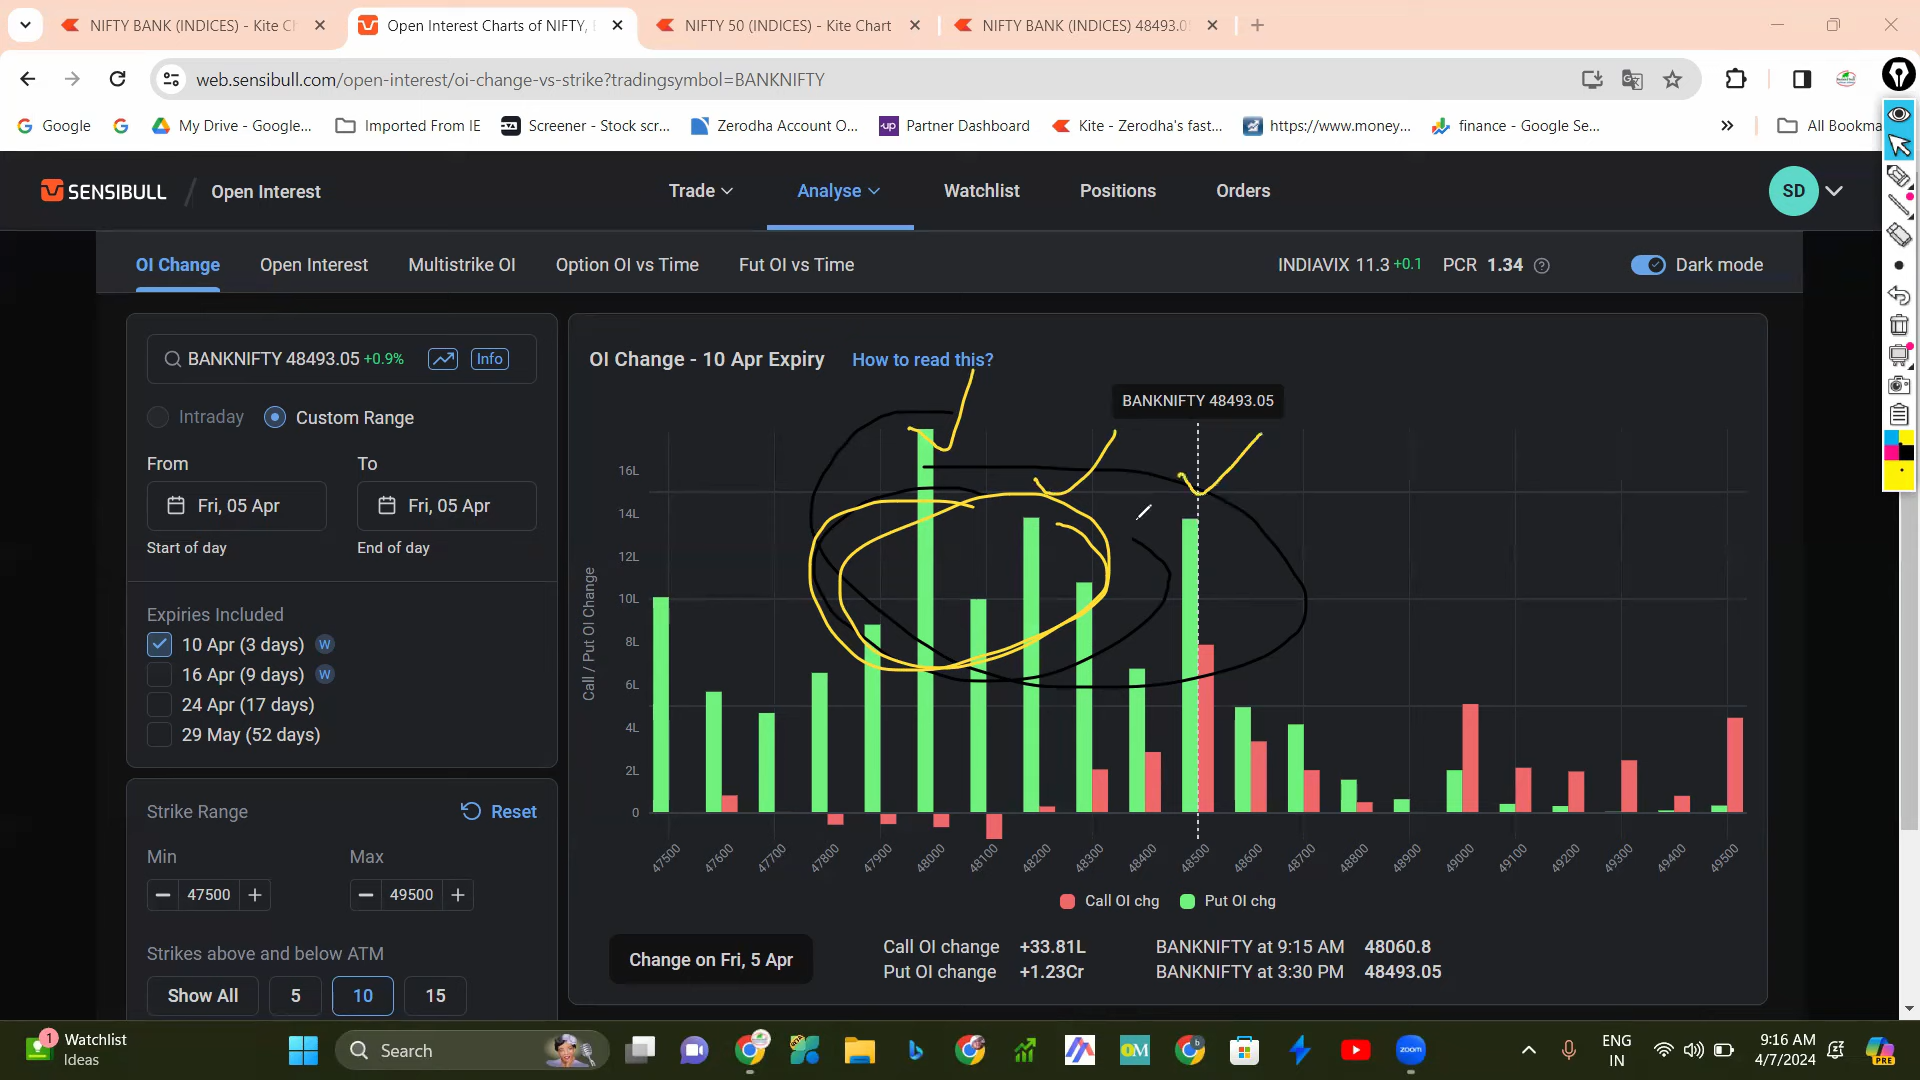 NIFTY BANK (INDICES) - Kite C
Open Interest Charts of NIFTY,
NIFTY 50 (INDICES) - Kite Chart
NIFTY BANK (INDICES) 48493.0
web.sensibull.com/open-interest/oi-change-vs-strike?tradingsymbol=BANKNIFTY
Google
My Drive - Google...
Imported From IE
Screener - Stock scr...
Zerodha Account O...
up
Partner Dashboard
Kite - Zerodha's fast...
https://www.money...
finance - Google Se...
All Bookma
SENSIBULL / Open Interest
Trade
Analyse
Watchlist
Positions
Orders
SD
OI Change
Open Interest
Multistrike OI
Option OI vs Time
Fut OI vs Time
INDIAVIX 11.3 +0.1
PCR 1.34
Dark mode
BANKNIFTY 48493.05 +0.9%
Info
Intraday
Custom Range
From
To
Fri, 05 Apr
Fri, 05 Apr
Start of day
End of day
Expiries Included
10 Apr (3 days) W
16 Apr (9 days) W
24 Apr (17 days)
29 May (52 days)
Strike Range
Reset
Min
Max
47500
49500
Strikes above and below ATM
Show All
5
10
15
OI Change - 10 Apr Expiry
How to read this?
BANKNIFTY 48493.05
Call / Put OI Change
16L
14L
12L
10L
8L
6L
4L
2L
0
47500
47600
47700
47800
47900
48000
48100
48200
48300
48400
48500
48600
48700
48800
48900
49000
49100
49200
49300
49400
49500
Call OI chg
Put OI chg
Change on Fri, 5 Apr
Call OI change +33.81L
Put OI change +1.23Cr
BANKNIFTY at 9:15 AM 48060.8
BANKNIFTY at 3:30 PM 48493.05
1
Watchlist
Ideas
Search
OM
zoom
ENG
IN
9:16 AM
4/7/2024
PRE